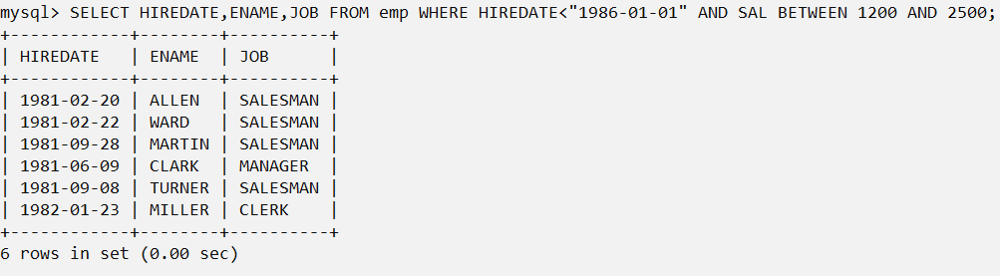 mysql> SELECT HIREDATE,ENAME,JOB FROM emp WHERE HIREDATE<"1986-01-01" AND SAL BETWEEN 1200 AND 2500;
+------------+--------+----------+
| HIREDATE   | ENAME  | JOB      |
+------------+--------+----------+
| 1981-02-20 | ALLEN  | SALESMAN |
| 1981-02-22 | WARD   | SALESMAN |
| 1981-09-28 | MARTIN | SALESMAN |
| 1981-06-09 | CLARK  | MANAGER  |
| 1981-09-08 | TURNER | SALESMAN |
| 1982-01-23 | MILLER | CLERK    |
+------------+--------+----------+
6 rows in set (0.00 sec)